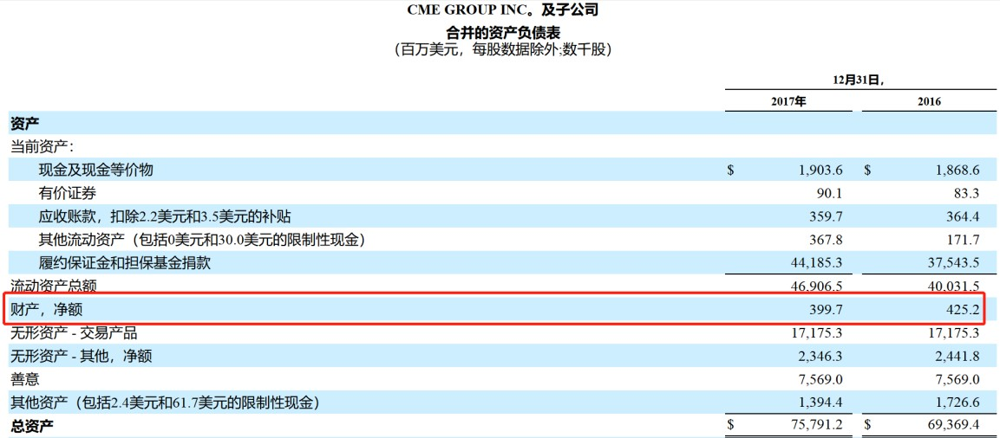 CME GROUP INC。及子公司
合并的资产负债表
（百万美元，每股数据除外;数千股）
12月31日，
2017年 2016
资产
当前资产：
现金及现金等价物 $ 1,903.6 $ 1,868.6
有价证券 90.1 83.3
应收账款，扣除2.2美元和3.5美元的补贴 359.7 364.4
其他流动资产（包括0美元和30.0美元的限制性现金） 367.8 171.7
履约保证金和担保基金捐款 44,185.3 37,543.5
流动资产总额 46,906.5 40,031.5
财产，净额 399.7 425.2
无形资产 - 交易产品 17,175.3 17,175.3
无形资产 - 其他，净额 2,346.3 2,441.8
善意 7,569.0 7,569.0
其他资产（包括2.4美元和61.7美元的限制性现金） 1,394.4 1,726.6
总资产 $ 75,791.2 $ 69,369.4